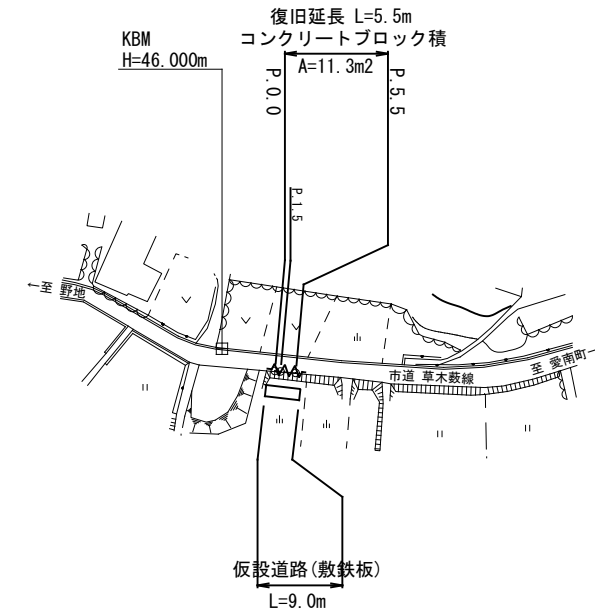 復旧延長 L=5.5m
コンクリートブロック積
A=11.3m2
KBM
H=46.000m
P.0.0
P.5.5
P.1.5
←至 野地
市道 草木薮線
至 愛南町→
仮設道路(敷鉄板)
L=9.0m